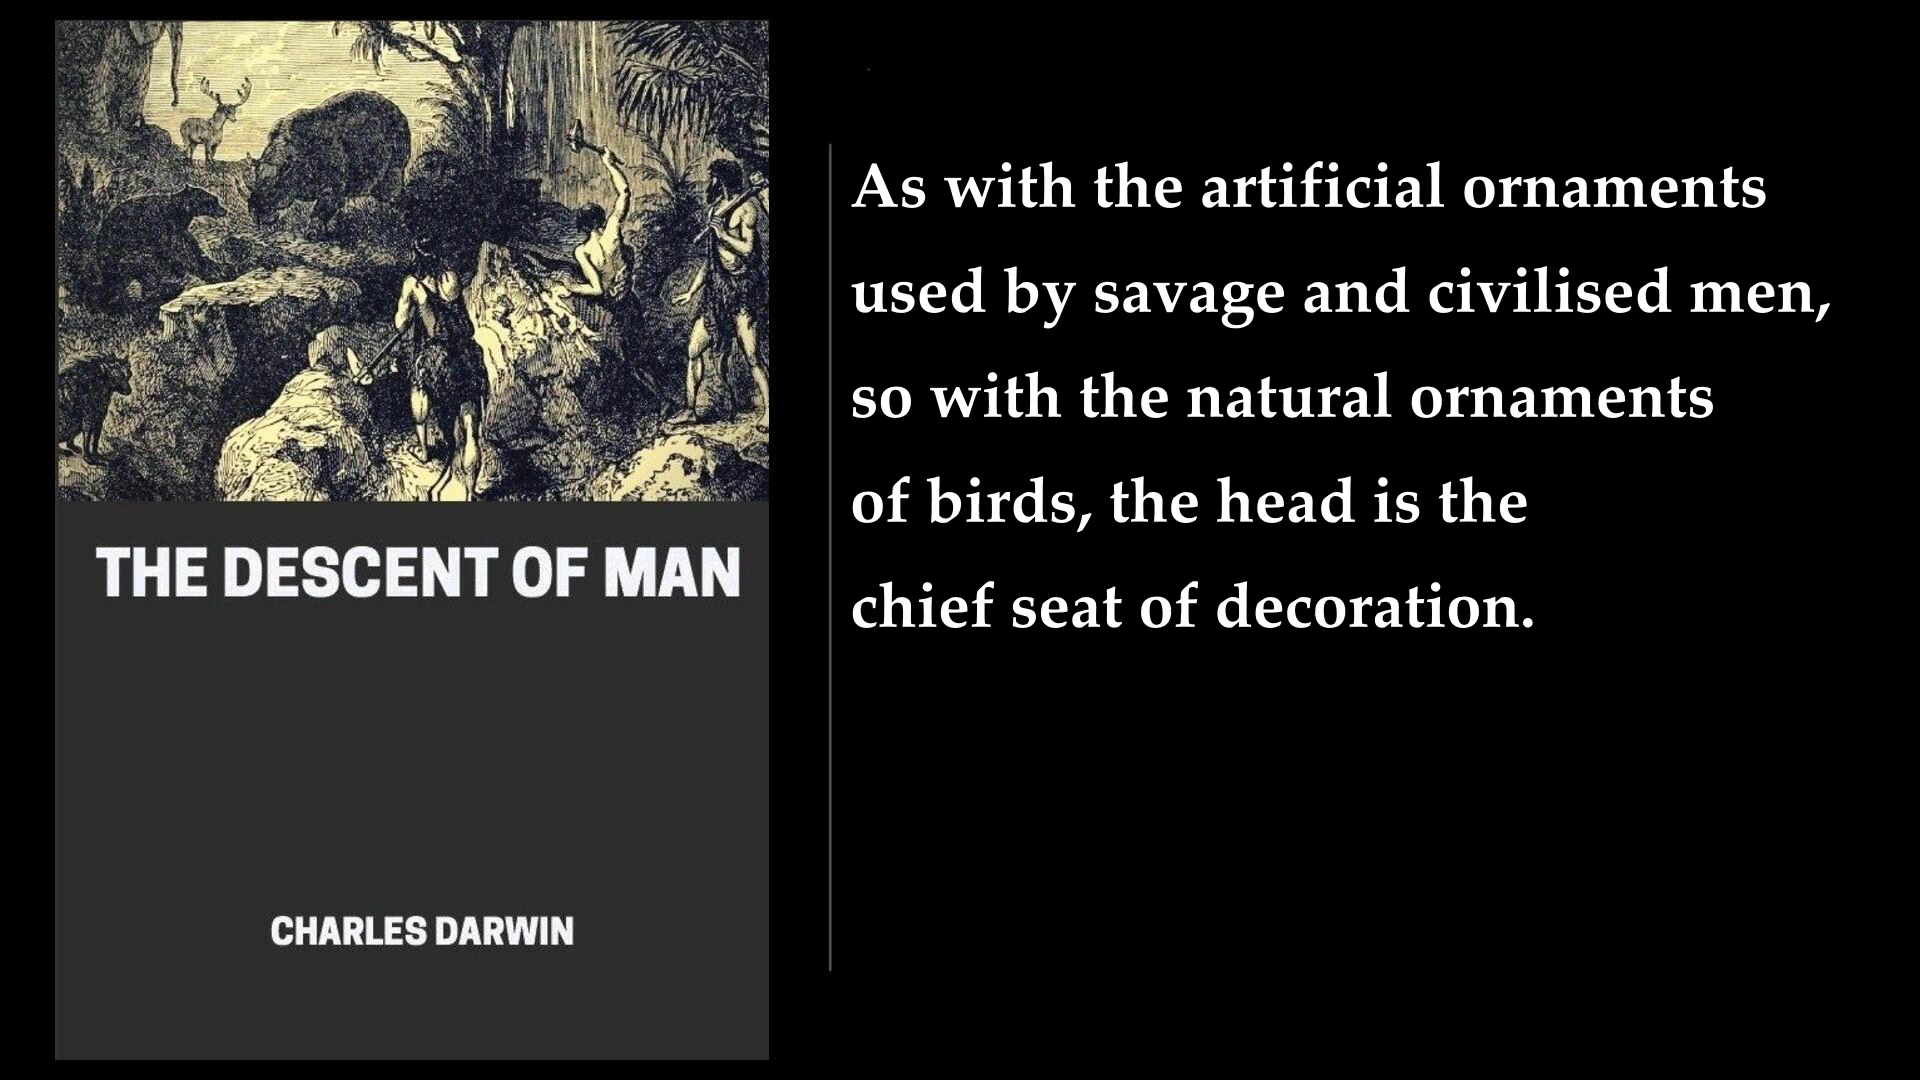 THE DESCENT OF MAN
CHARLES DARWIN
As with the artificial ornaments
used by savage and civilised men,
so with the natural ornaments
of birds, the head is the
chief seat of decoration.